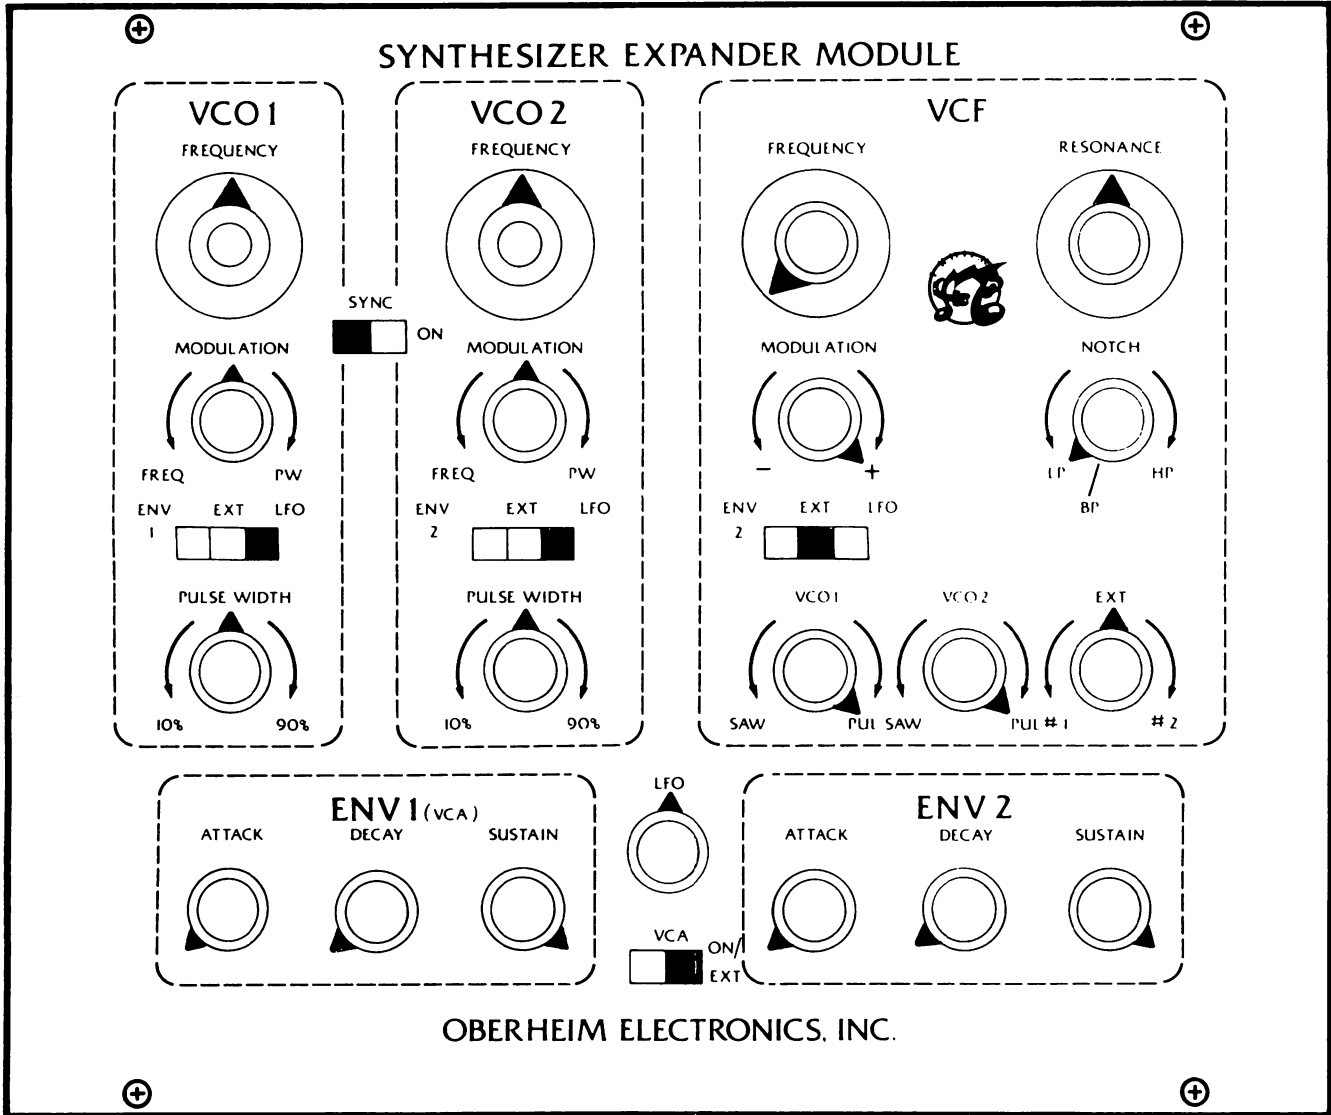 SYNTHESIZER EXPANDER MODULE
VCO 1
FREQUENCY
MODULATION
FREQ PW
ENV 1 EXT LFO
PULSE WIDTH
10% 90%
SYNC
ON
VCO 2
FREQUENCY
MODULATION
FREQ PW
ENV 2 EXT LFO
PULSE WIDTH
10% 90%
VCF
FREQUENCY RESONANCE
MODULATION NOTCH
- +
LP HP
BP
ENV 2 EXT LFO
VCO 1 VCO 2 EXT
SAW PUL SAW PUL # 1 # 2
ENV 1 (VCA)
ATTACK DECAY SUSTAIN
LFO
VCA
ON/
EXT
ENV 2
ATTACK DECAY SUSTAIN
OBERHEIM ELECTRONICS, INC.